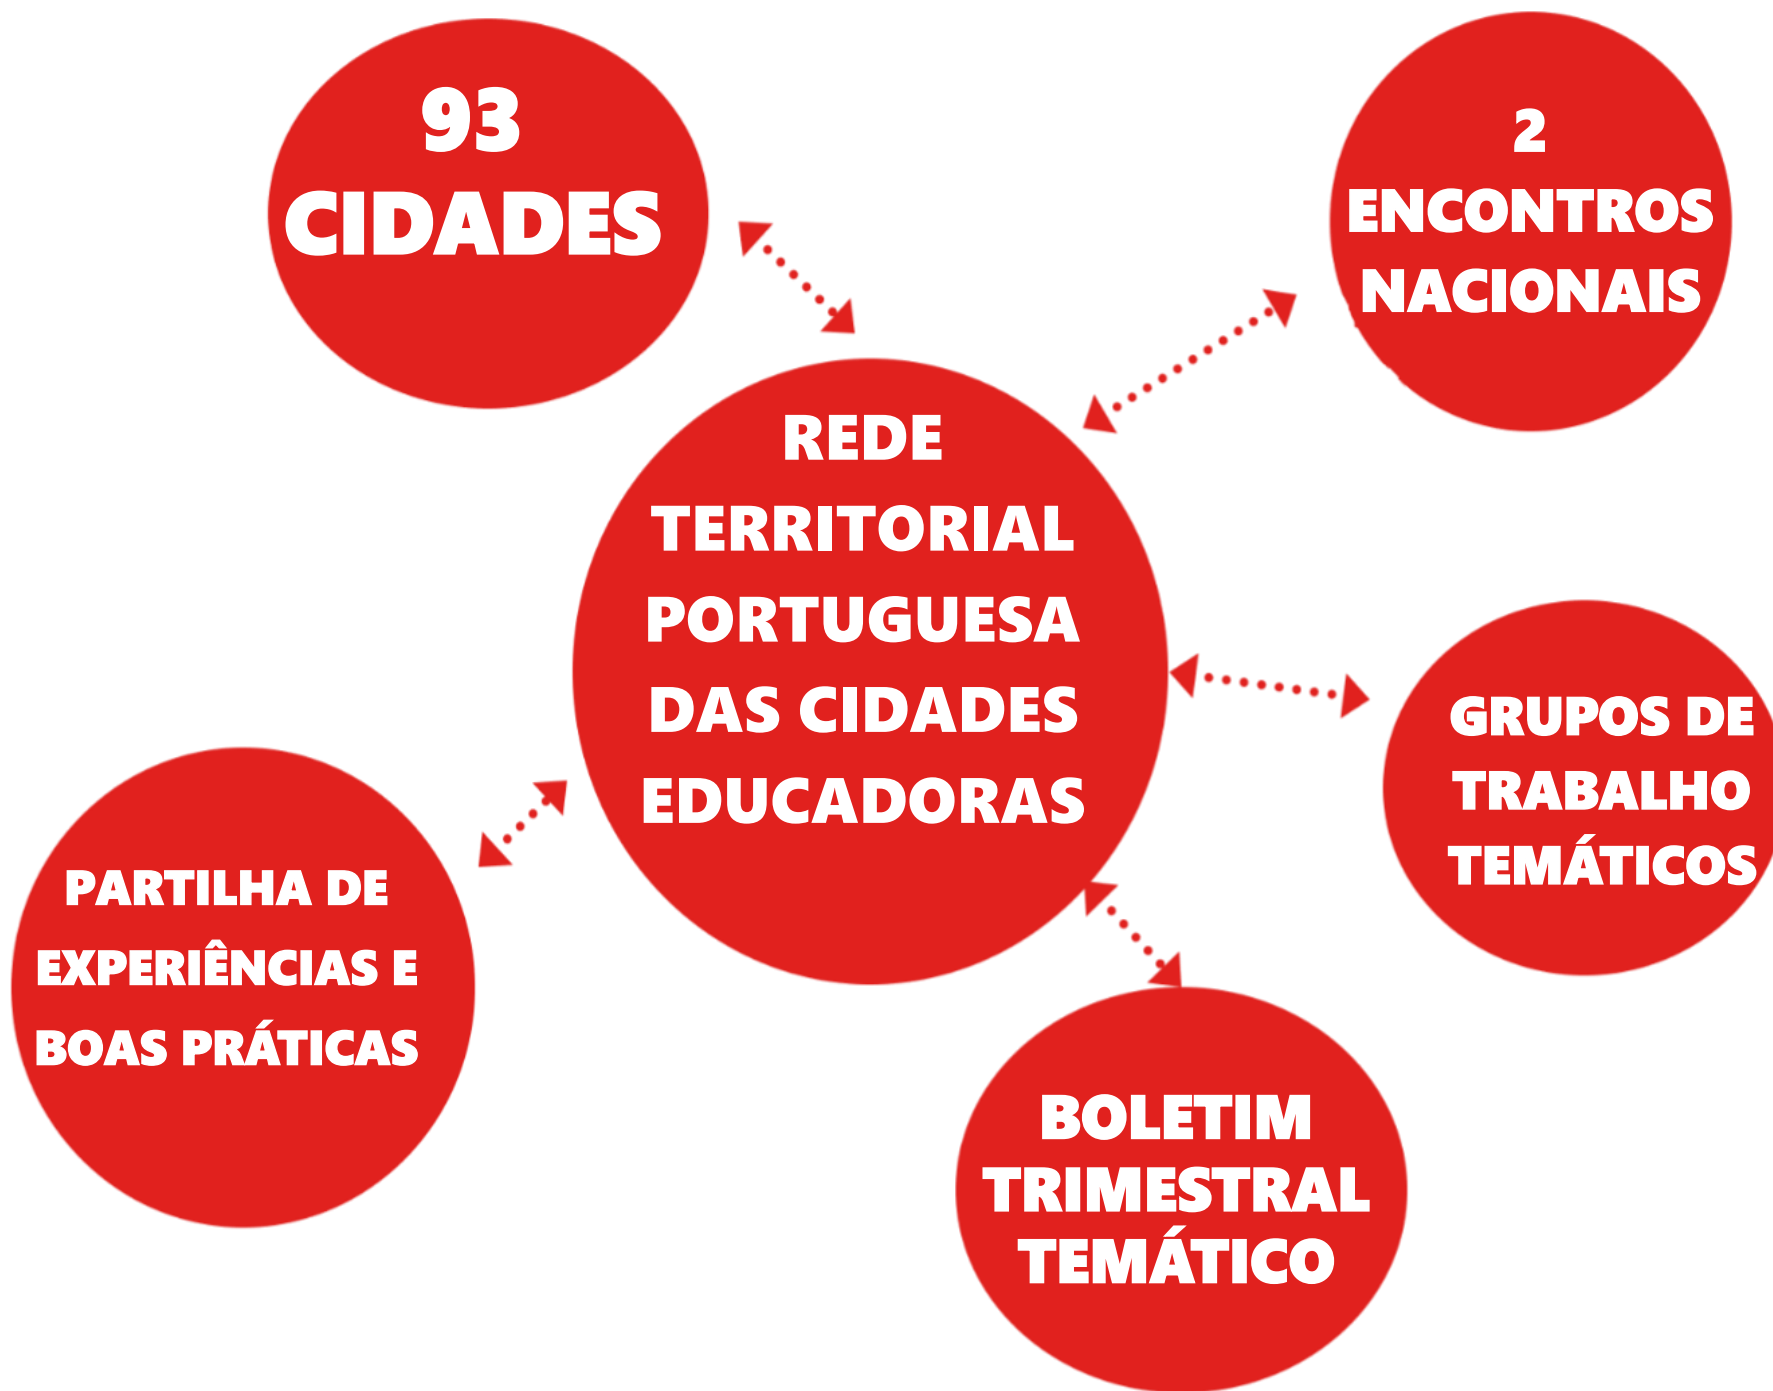 93
CIDADES
2
ENCONTROS
NACIONAIS
REDE
TERRITORIAL
PORTUGUESA
DAS CIDADES
EDUCADORAS
GRUPOS DE
TRABALHO
TEMÁTICOS
PARTILHA DE
EXPERIÊNCIAS E
BOAS PRÁTICAS
BOLETIM
TRIMESTRAL
TEMÁTICO